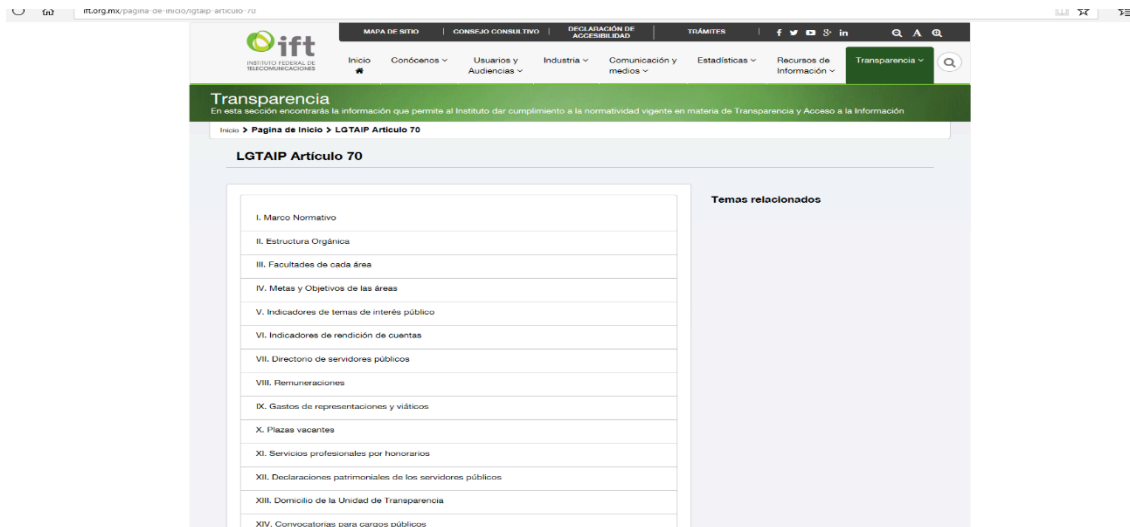 ift.org.mx/pagina-de-inicio/lgtaip-articulo-70
MAPA DE SITIO | CONSEJO CONSULTIVO | DECLARACIÓN DE ACCESIBILIDAD | TRÁMITES |
ift
INSTITUTO FEDERAL DE
TELECOMUNICACIONES
Inicio
Conócenos
Usuarios y
Audiencias
Industria
Comunicación y
medios
Estadísticas
Recursos de
Información
Transparencia
Transparencia
En esta sección encontrarás la información que permite al Instituto dar cumplimiento a la normatividad vigente en materia de Transparencia y Acceso a la Información
Inicio > Pagina de Inicio > LGTAIP Artículo 70
LGTAIP Artículo 70
Temas relacionados
I. Marco Normativo
II. Estructura Orgánica
III. Facultades de cada área
IV. Metas y Objetivos de las áreas
V. Indicadores de temas de interés público
VI. Indicadores de rendición de cuentas
VII. Directorio de servidores públicos
VIII. Remuneraciones
IX. Gastos de representaciones y viáticos
X. Plazas vacantes
XI. Servicios profesionales por honorarios
XII. Declaraciones patrimoniales de los servidores públicos
XIII. Domicilio de la Unidad de Transparencia
XIV. Convocatorias para cargos públicos